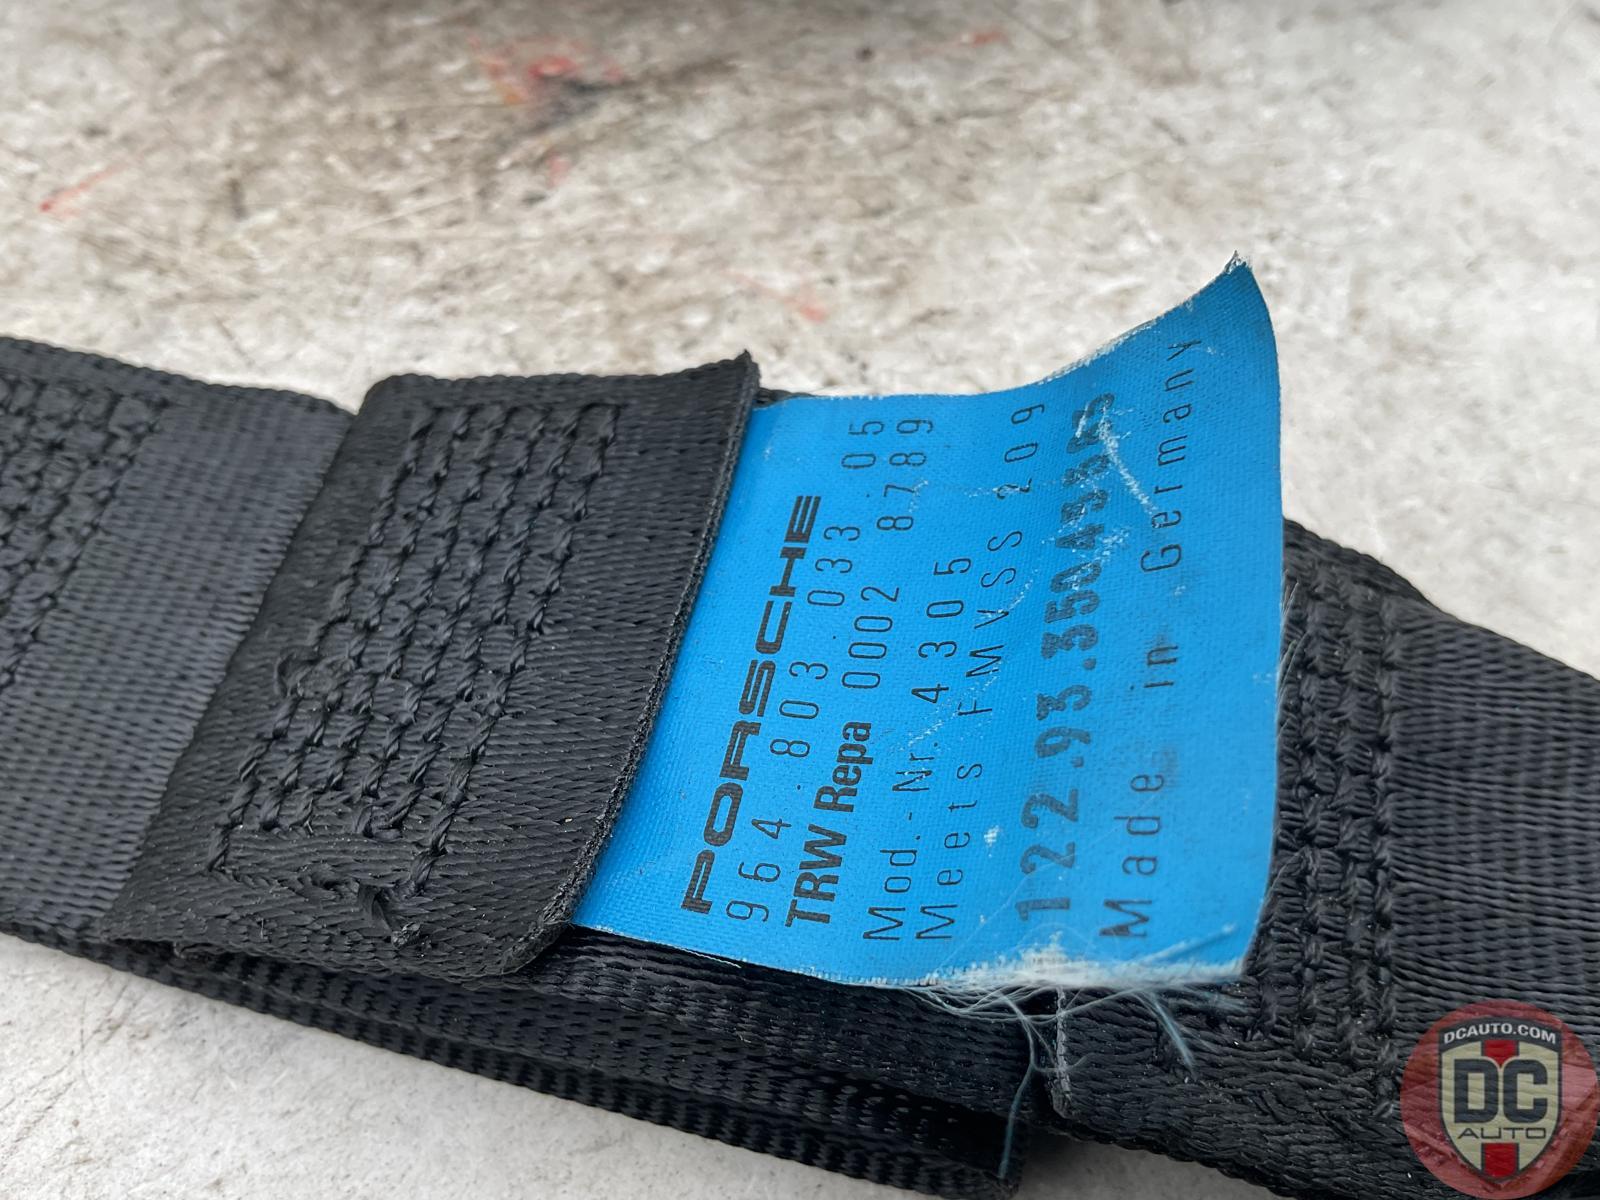 PORSCHE
964.803.033.05
TRW Repa 0002 8789
Mod.-Nr. 4305
Meets FMVSS 209
Made in Germany
DCAUTO.COM
DC
AUTO